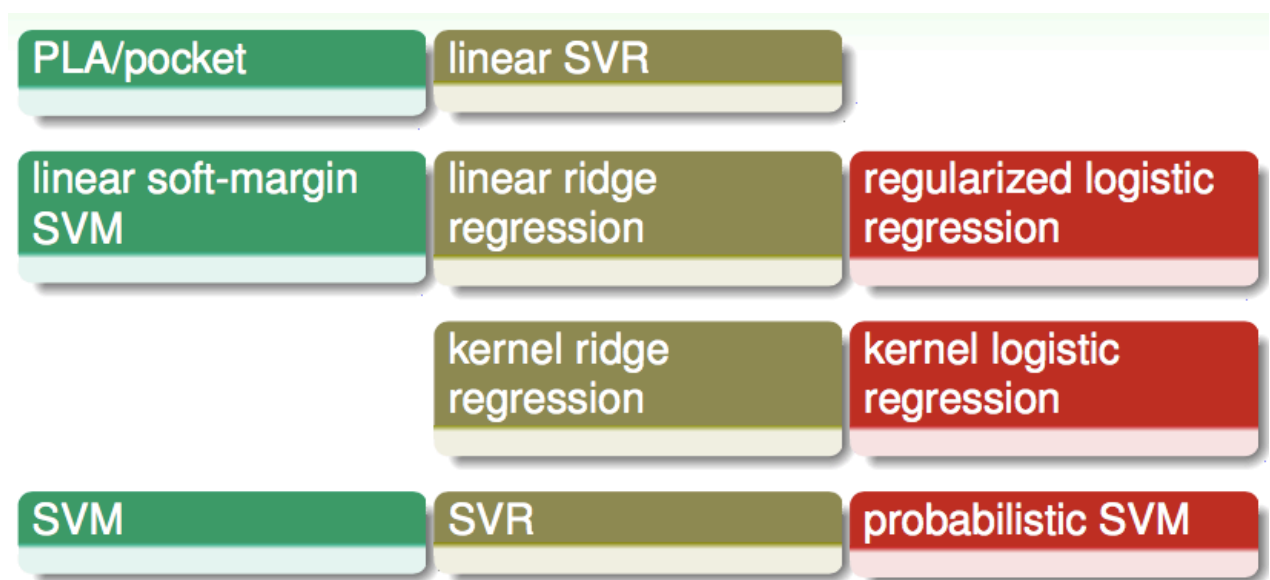 PLA/pocket
linear SVR
linear soft-margin
SVM
linear ridge
regression
regularized logistic
regression
kernel ridge
regression
kernel logistic
regression
SVM
SVR
probabilistic SVM